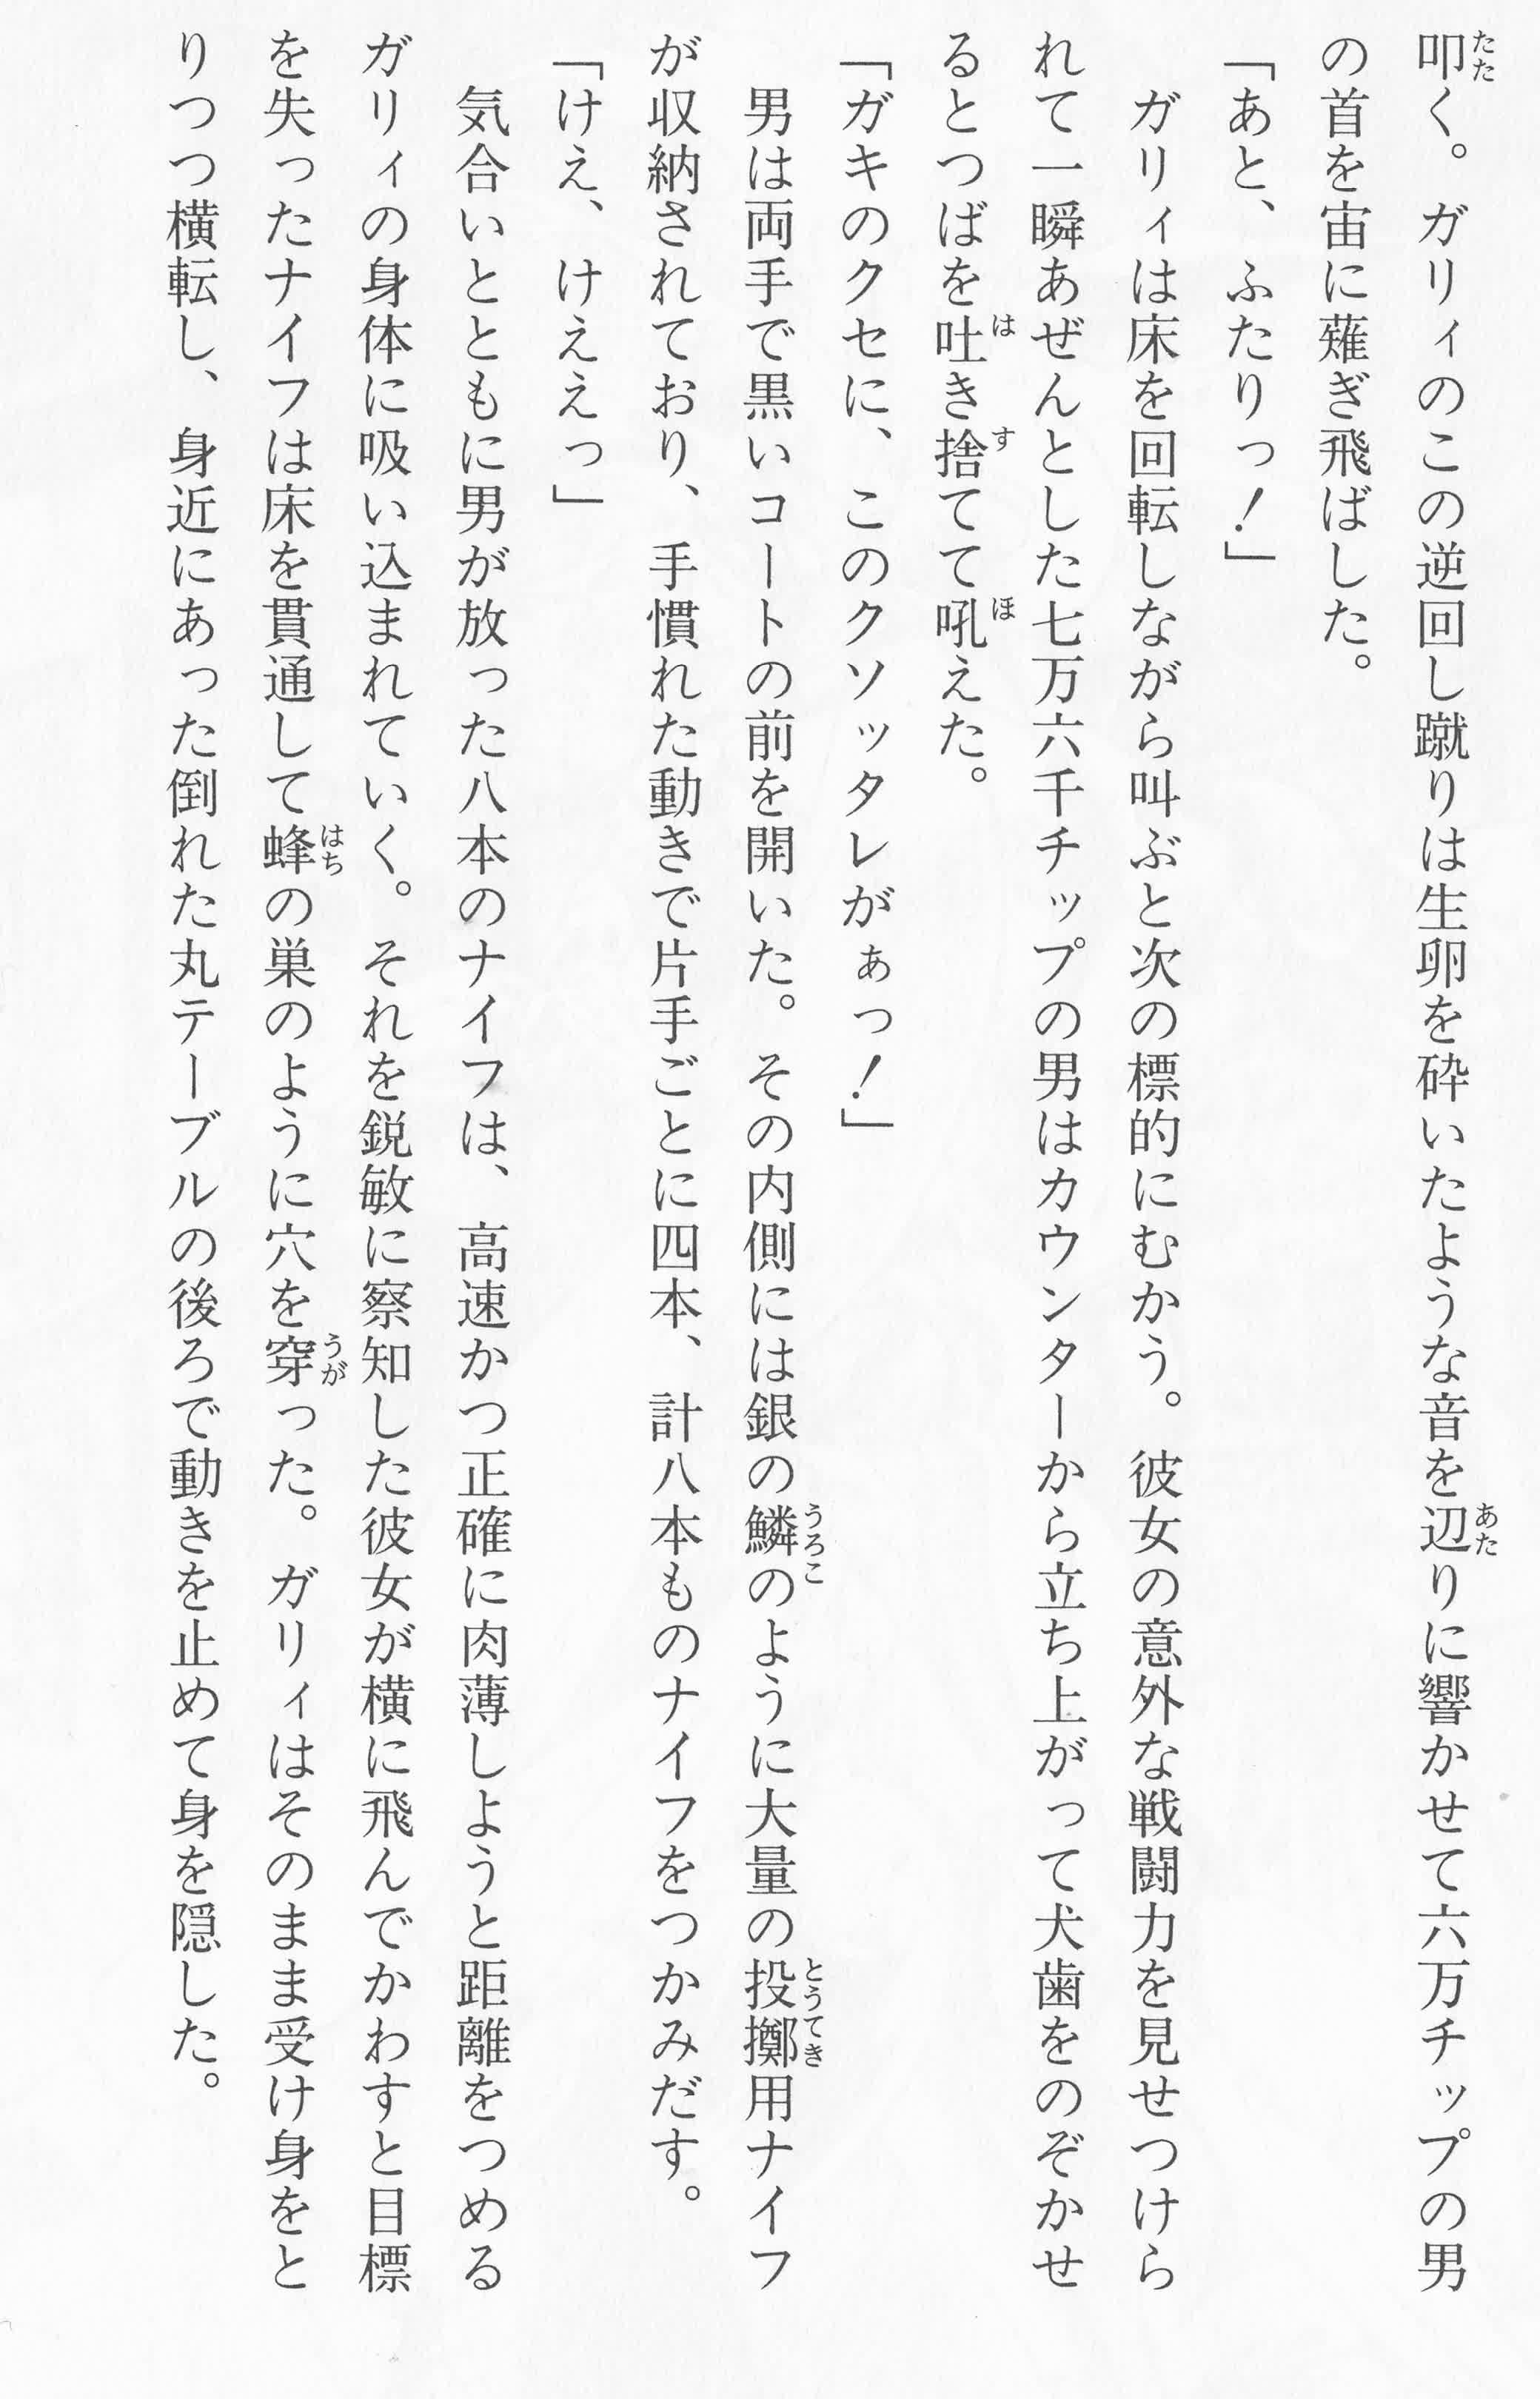 叩く。ガリィのこの逆回し蹴りは生卵を砕いたような音を辺りに響かせて六万チップの男
の首を宙に薙ぎ飛ばした。
「あと、ふたりっ！」
　ガリィは床を回転しながら叫ぶと次の標的にむかう。彼女の意外な戦闘力を見せつけら
れて一瞬あぜんとした七万六千チップの男はカウンターから立ち上がって犬歯をのぞかせ
るとつばを吐き捨てて吼えた。
「ガキのクセに、このクソッタレがぁっ！」
　男は両手で黒いコートの前を開いた。その内側には銀の鱗のように大量の投擲用ナイフ
が収納されており、手慣れた動きで片手ごとに四本、計八本ものナイフをつかみだす。
「けえ、けええっ」
　気合いとともに男が放った八本のナイフは、高速かつ正確に肉薄しようと距離をつめる
ガリィの身体に吸い込まれていく。それを鋭敏に察知した彼女が横に飛んでかわすと目標
を失ったナイフは床を貫通して蜂の巣のように穴を穿った。ガリィはそのまま受け身をと
りつつ横転し、身近にあった倒れた丸テーブルの後ろで動きを止めて身を隠した。